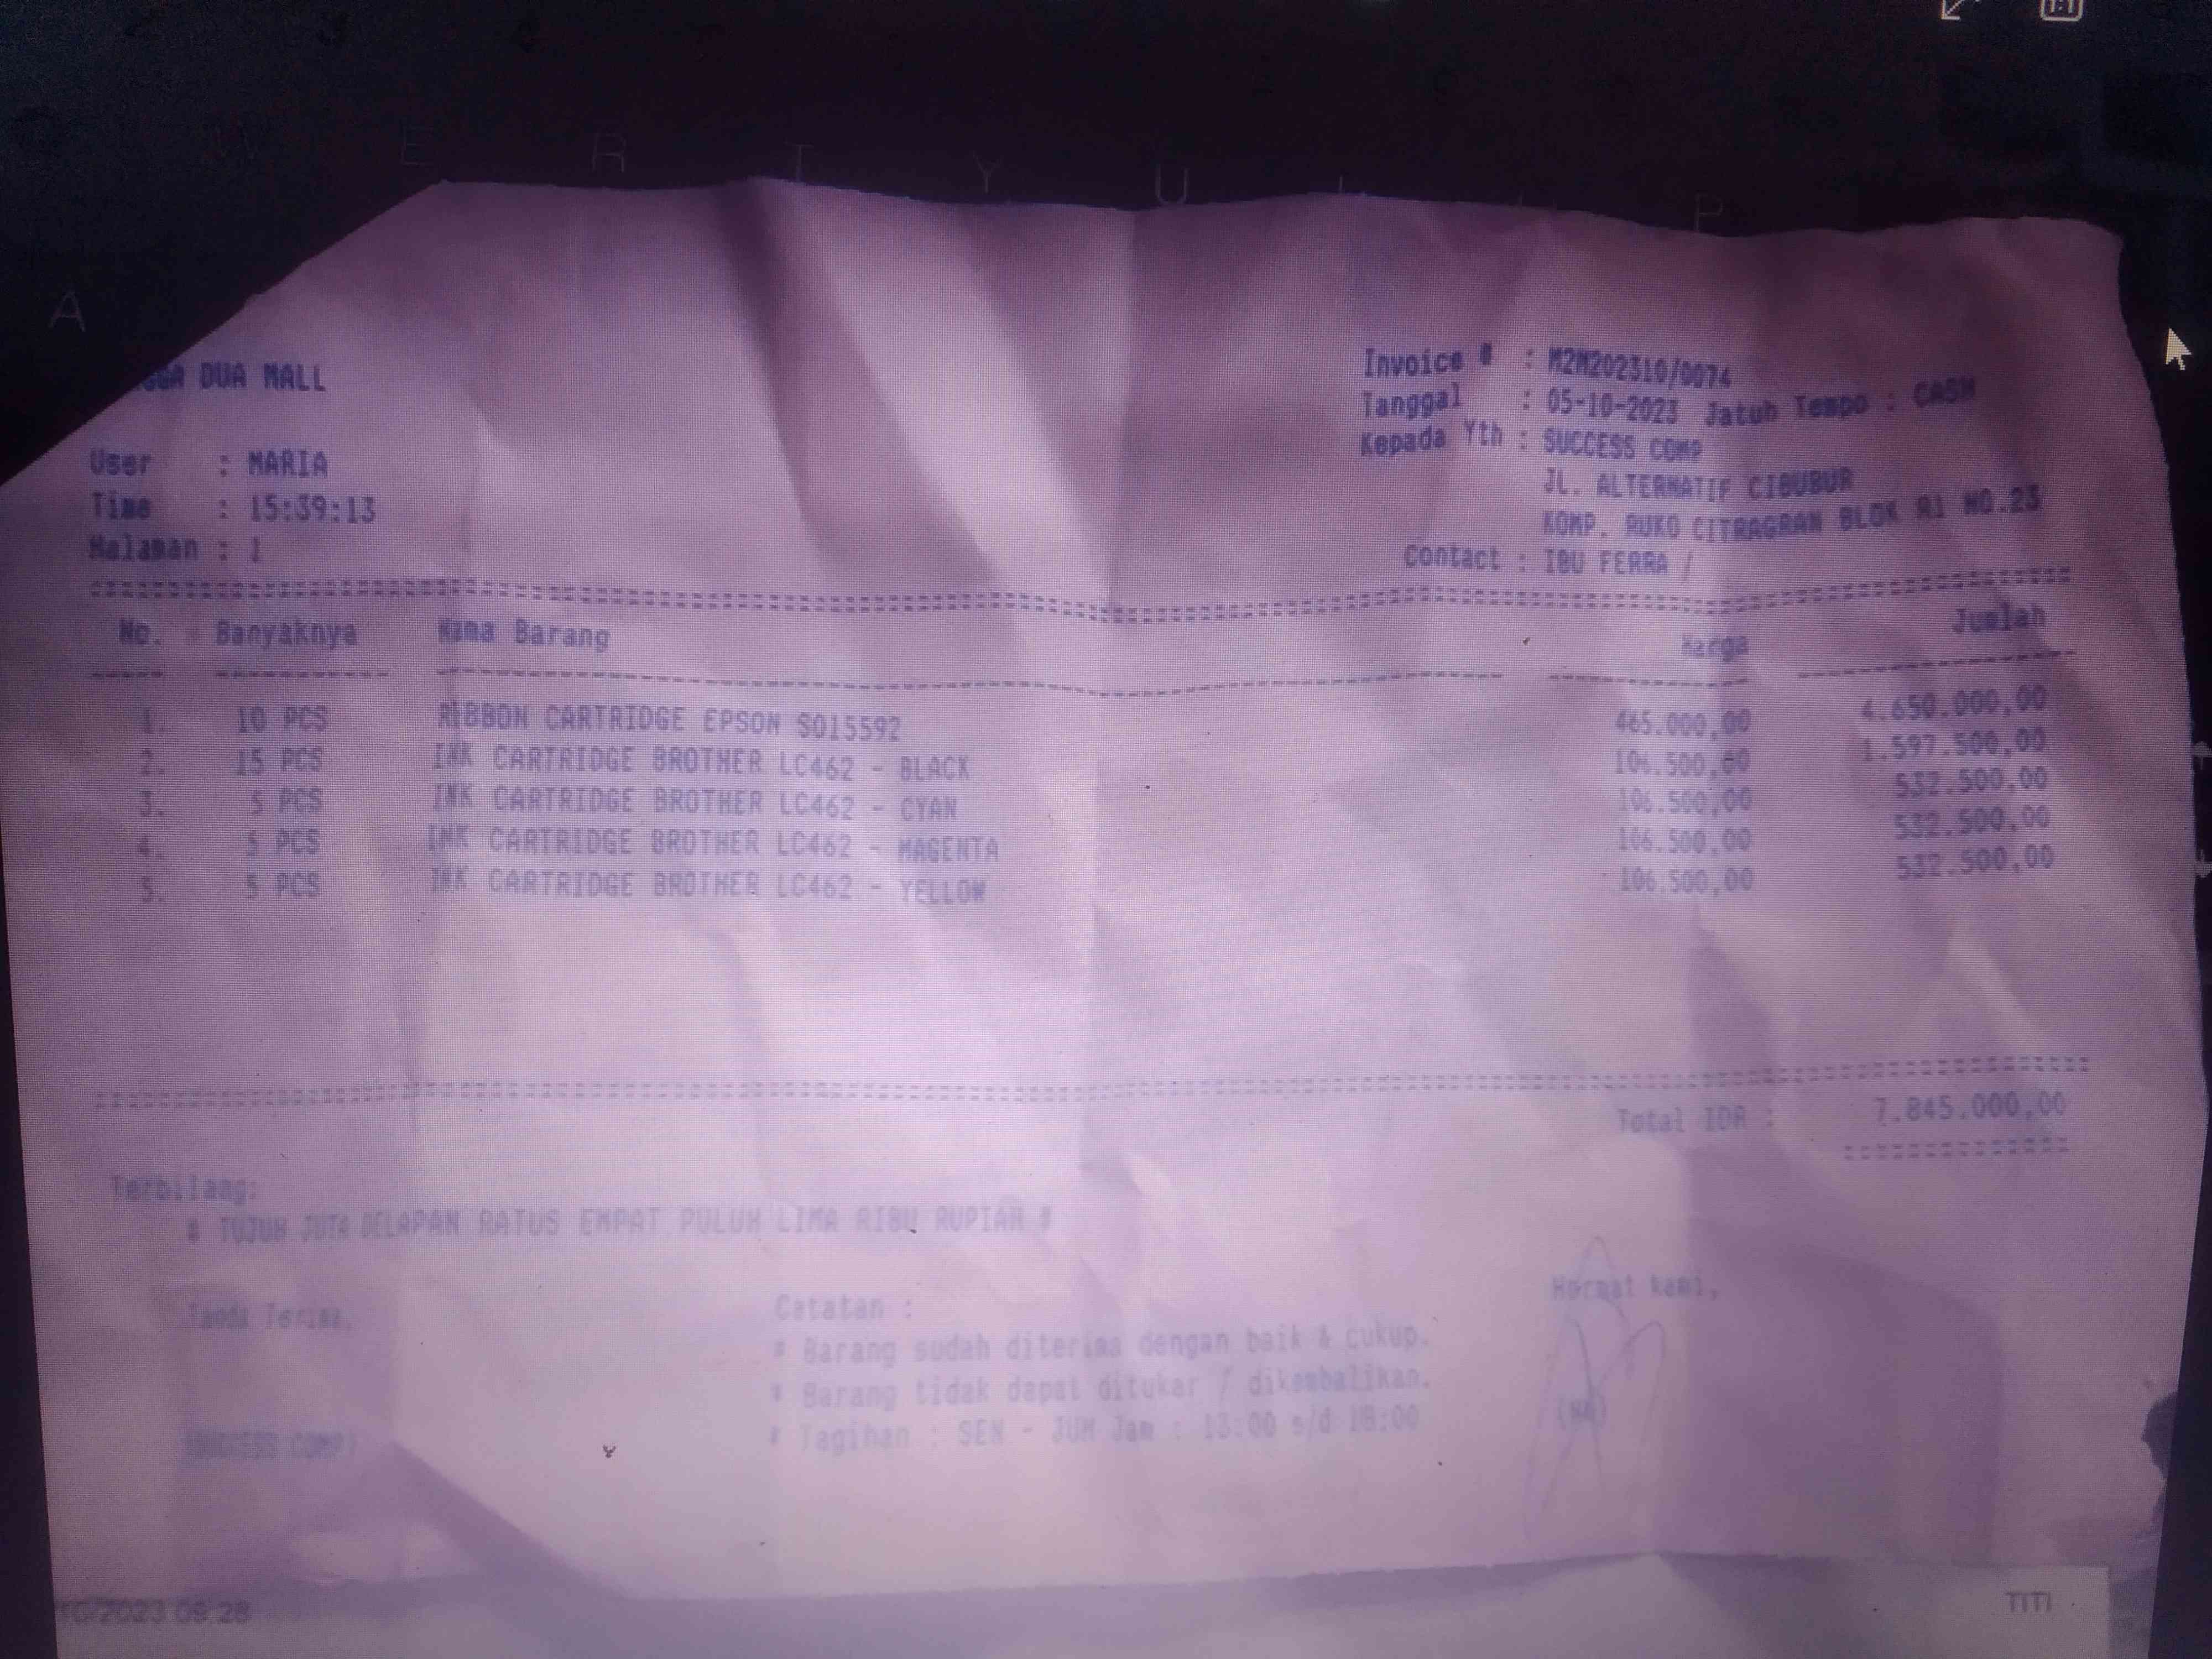 DUA MALL
User : MARIA
Time : 15:39:13
Halaman : 1
Invoice # : M2M202310/0074
Tanggal : 05-10-2023 Jatuh Tempo : CASH
Kepada Yth : SUCCESS COMP
JL. ALTERNATIF CIBUBUR
KOMP. RUKO CITRAGRAN BLOK R1 NO.23
Contact : IBU FERRA /
No. Banyaknya Nama Barang Harga Jumlah
1. 10 PCS RIBBON CARTRIDGE EPSON S015592 465.000,00 4.650.000,00
2. 15 PCS INK CARTRIDGE BROTHER LC462 - BLACK 106.500,00 1.597.500,00
3. 5 PCS INK CARTRIDGE BROTHER LC462 - CYAN 106.500,00 532.500,00
4. 5 PCS INK CARTRIDGE BROTHER LC462 - MAGENTA 106.500,00 532.500,00
5. 5 PCS INK CARTRIDGE BROTHER LC462 - YELLOW 106.500,00 532.500,00
Total IDR : 7.845.000,00
Terbilang:
# TUJUH JUTA DELAPAN RATUS EMPAT PULUH LIMA RIBU RUPIAH #
Tanda Terima,
Catatan :
* Barang sudah diterima dengan baik & cukup.
* Barang tidak dapat ditukar / dikembalikan.
* Tagihan : SEN - JUM Jam : 13:00 s/d 18:00
Hormat kami,
(SUCCESS COMP)
10/2023 09:28
TITI